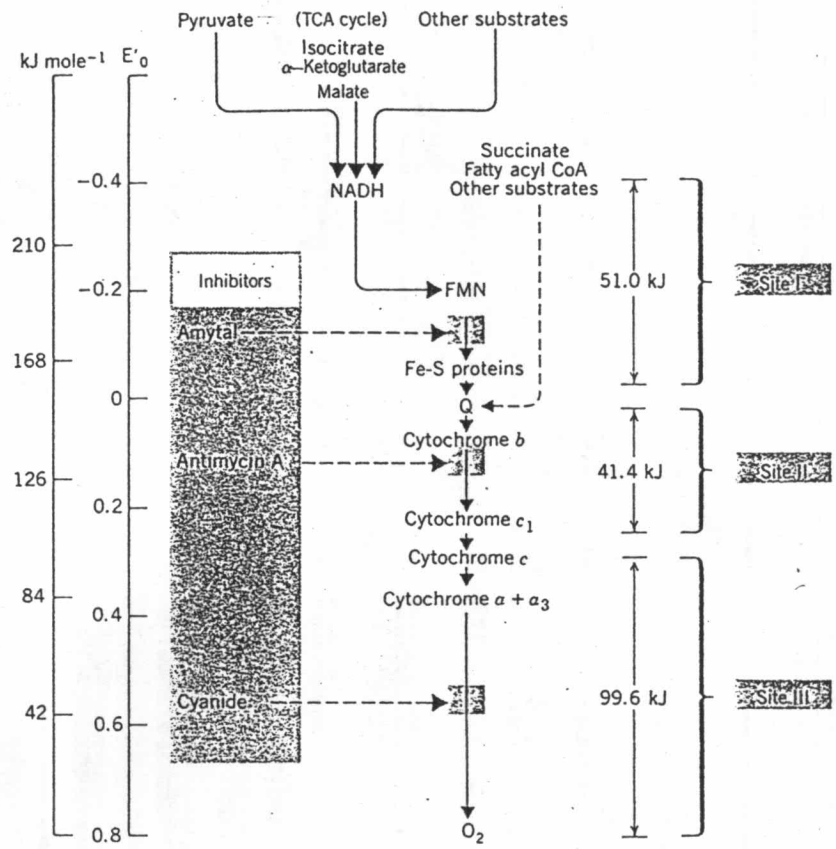 Pyruvate (TCA cycle) Other substrates
Isocitrate
α-Ketoglutarate
Malate
kJ mole⁻¹ E'₀
Succinate
Fatty acyl CoA
Other substrates
-0.4
NADH
210
Inhibitors
-0.2
FMN
51.0 kJ
Site I
Amytal
168
Fe-S proteins
0
Q
Cytochrome b
Antimycin A
126
41.4 kJ
Site II
0.2
Cytochrome c₁
Cytochrome c
84
Cytochrome a + a₃
0.4
Cyanide
42
99.6 kJ
Site III
0.6
0.8
O₂